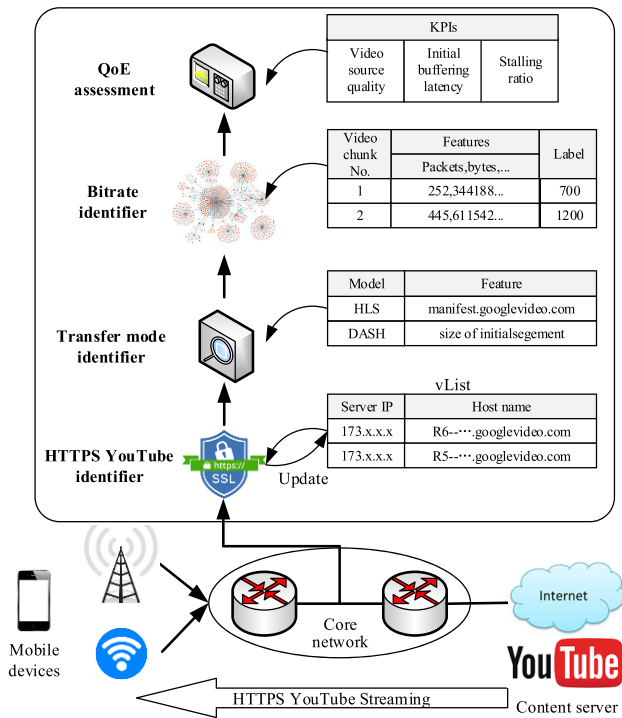 KPIs
QoE
assessment
Video
source
quality
Initial
buffering
latency
Stalling
ratio
Bitrate
identifier
Video
chunk
No.
Features
Label
Packets,bytes,...
1
252,344188...
700
2
445,611542...
1200
Transfer mode
identifier
Model
Feature
HLS
manifest.googlevideo.com
DASH
size of initialsegement
vList
HTTPS YouTube
identifier
https://
SSL
Update
Server IP
Host name
173.x.x.x
R6--···.googlevideo.com
173.x.x.x
R5--···.googlevideo.com
Mobile
devices
Core
network
Internet
YouTube
Content server
HTTPS YouTube Streaming